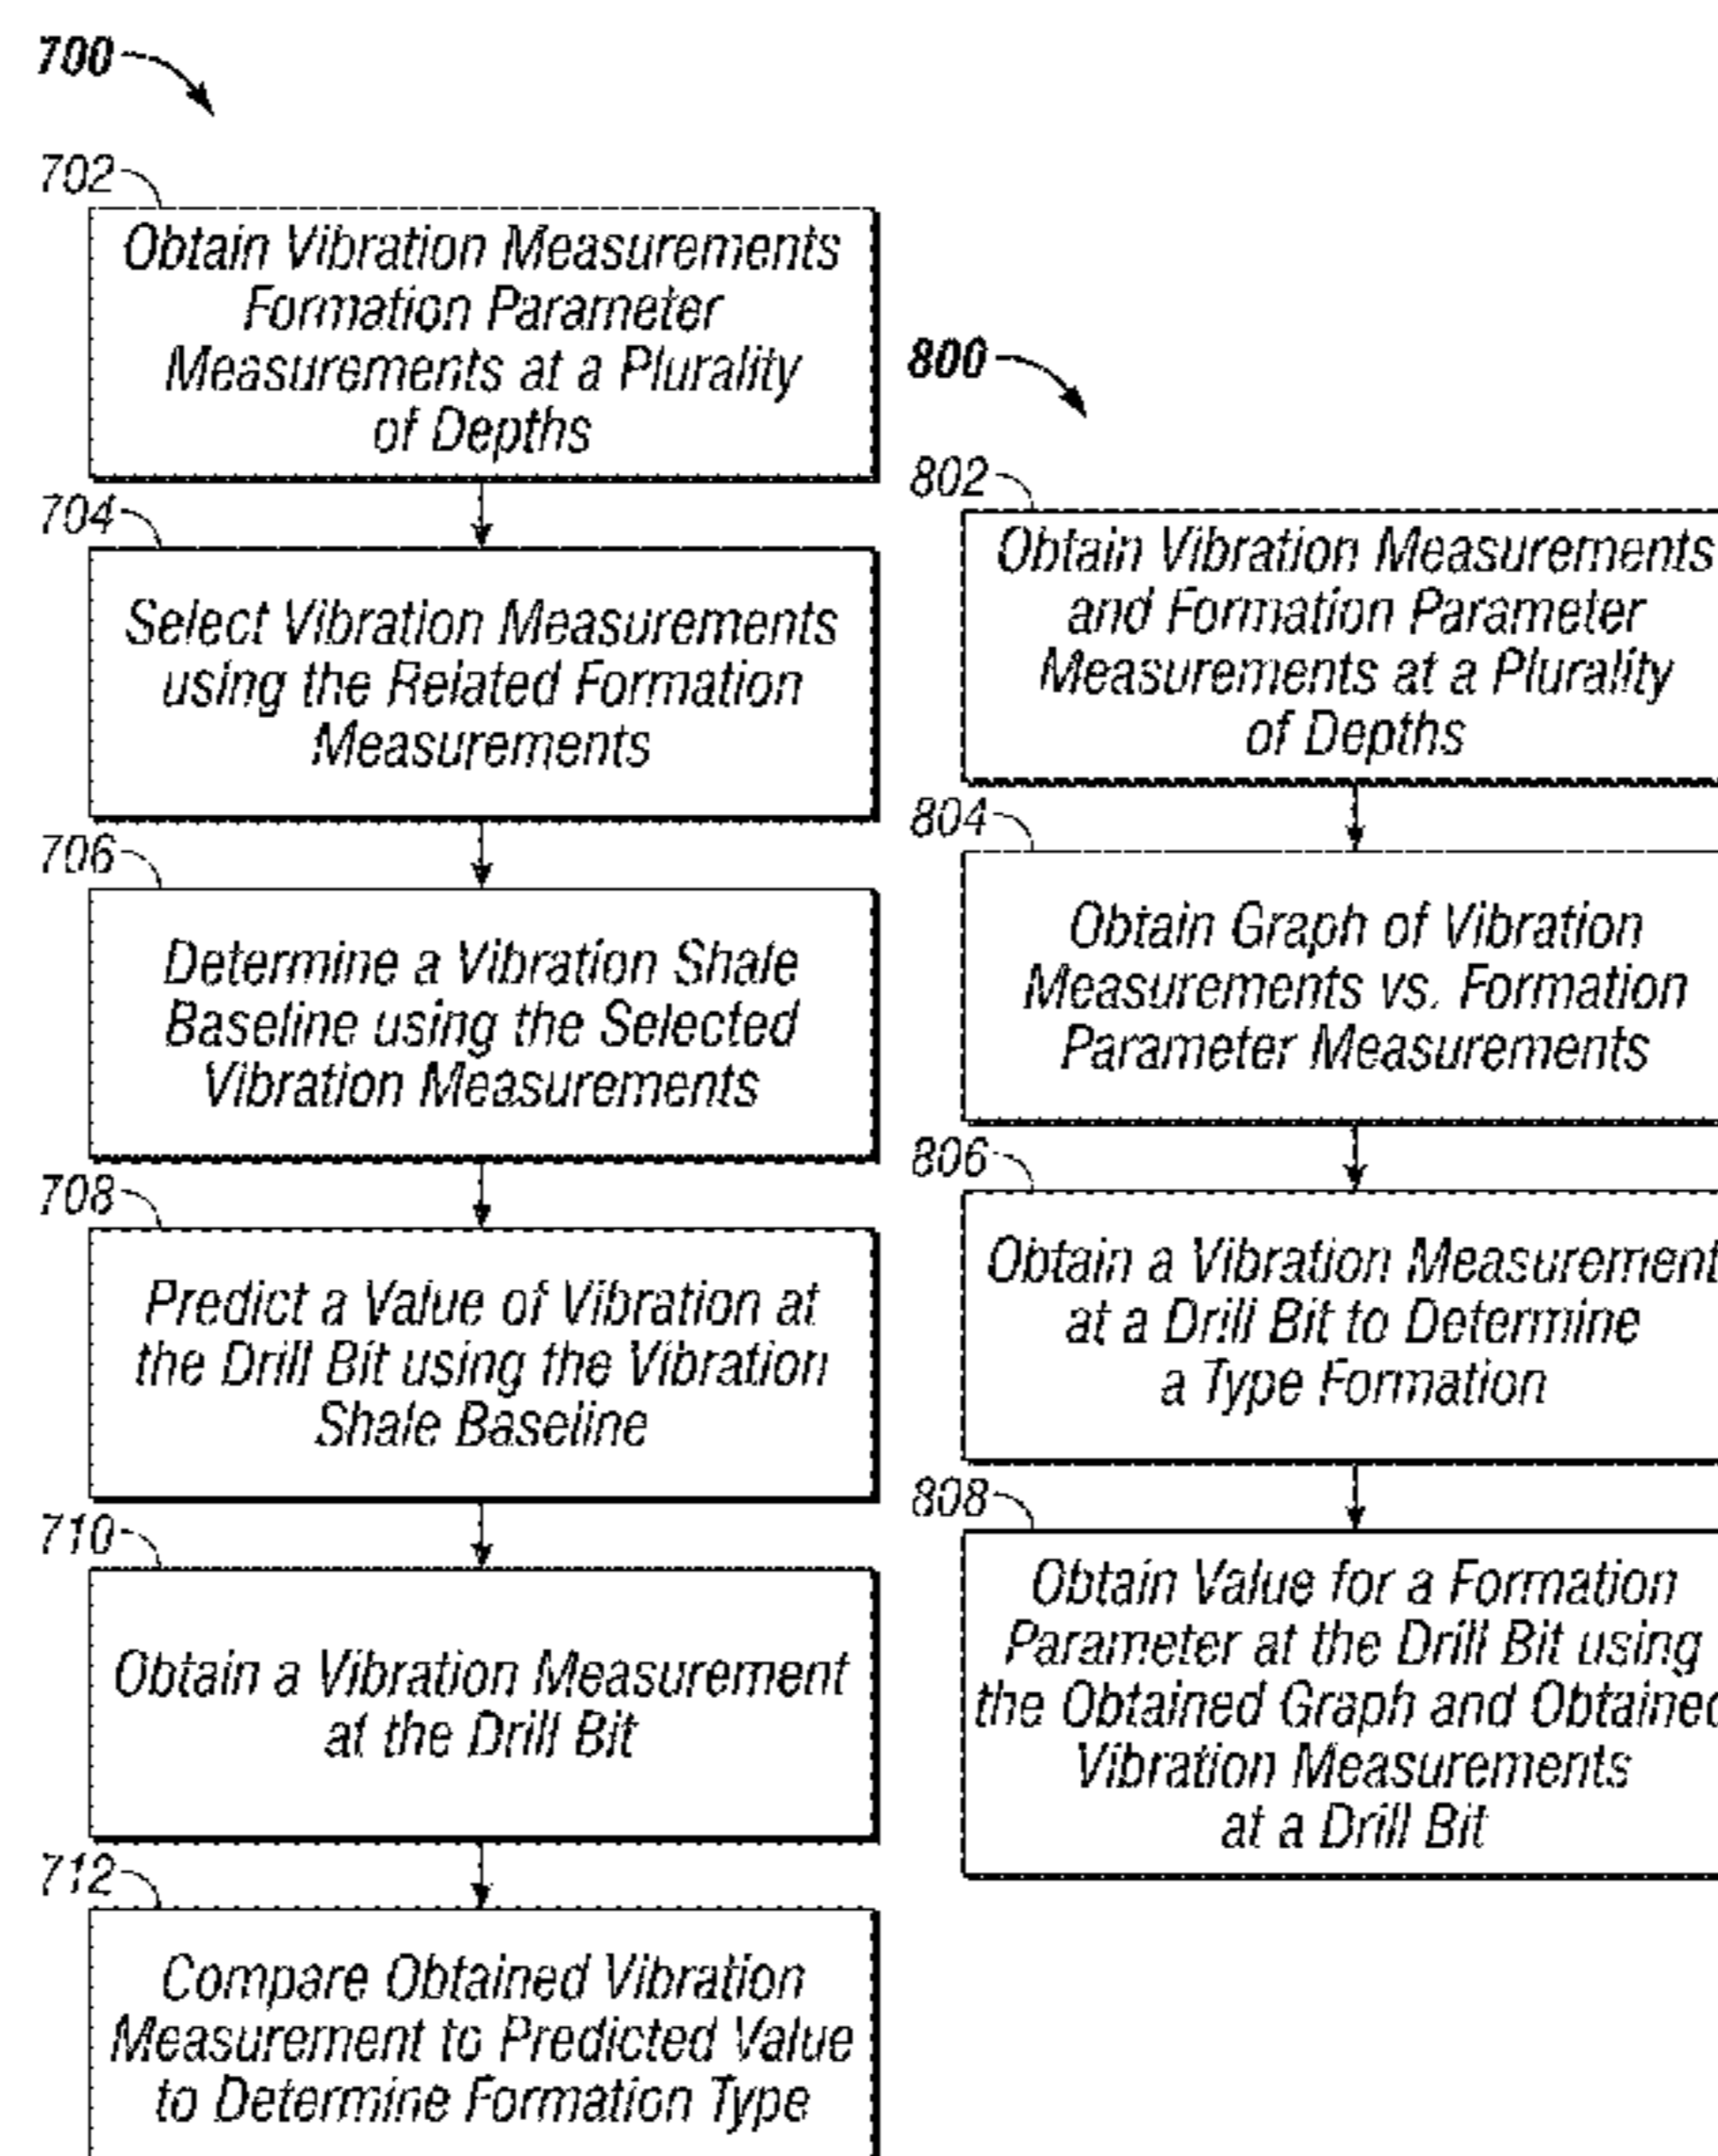 700
702
Obtain Vibration Measurements
Formation Parameter
Measurements at a Plurality
of Depths
704
Select Vibration Measurements
using the Related Formation
Measurements
706
Determine a Vibration Shale
Baseline using the Selected
Vibration Measurements
708
Predict a Value of Vibration at
the Drill Bit using the Vibration
Shale Baseline
710
Obtain a Vibration Measurement
at the Drill Bit
712
Compare Obtained Vibration
Measurement to Predicted Value
to Determine Formation Type
800
802
Obtain Vibration Measurements
and Formation Parameter
Measurements at a Plurality
of Depths
804
Obtain Graph of Vibration
Measurements vs. Formation
Parameter Measurements
806
Obtain a Vibration Measurement
at a Drill Bit to Determine
a Type Formation
808
Obtain Value for a Formation
Parameter at the Drill Bit using
the Obtained Graph and Obtained
Vibration Measurements
at a Drill Bit